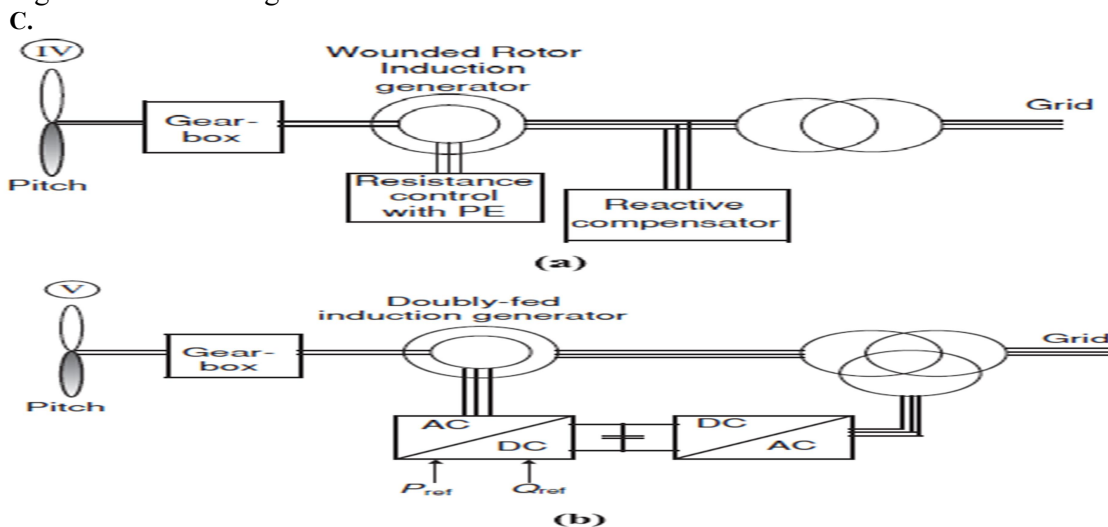 C.
IV
Wounded Rotor
Induction
generator
Grid
Gear-
box
Pitch
Resistance
control
with PE
Reactive
compensator
(a)
V
Doubly-fed
induction generator
Grid
Gear-
box
Pitch
AC
DC
DC
AC
Pref
Qref
(b)